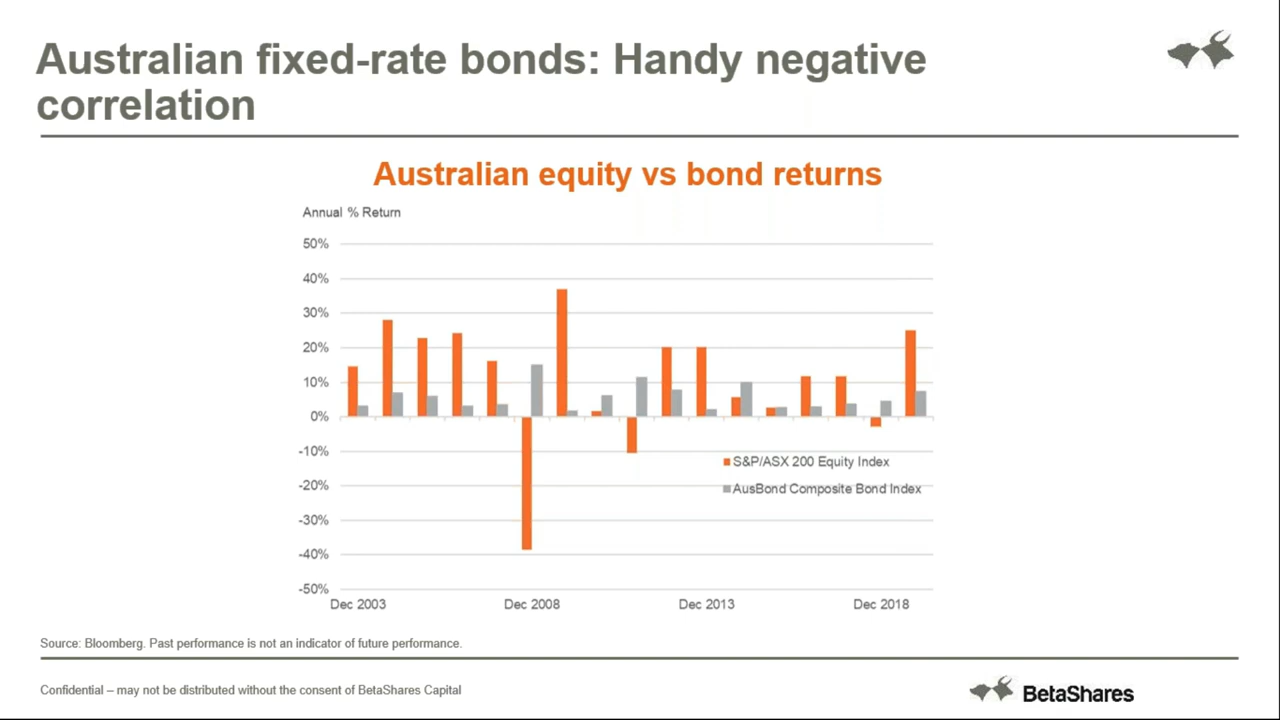 Australian fixed-rate bonds: Handy negative
correlation
Australian equity vs bond returns
Annual % Return
50%
40%
30%
20%
10%
0%
-10%
-20%
-30%
-40%
-50%
S&P/ASX 200 Equity Index
AusBond Composite Bond Index
Dec 2003 Dec 2008 Dec 2013 Dec 2018
Source: Bloomberg. Past performance is not an indicator of future performance.
Confidential – may not be distributed without the consent of BetaShares Capital
BetaShares